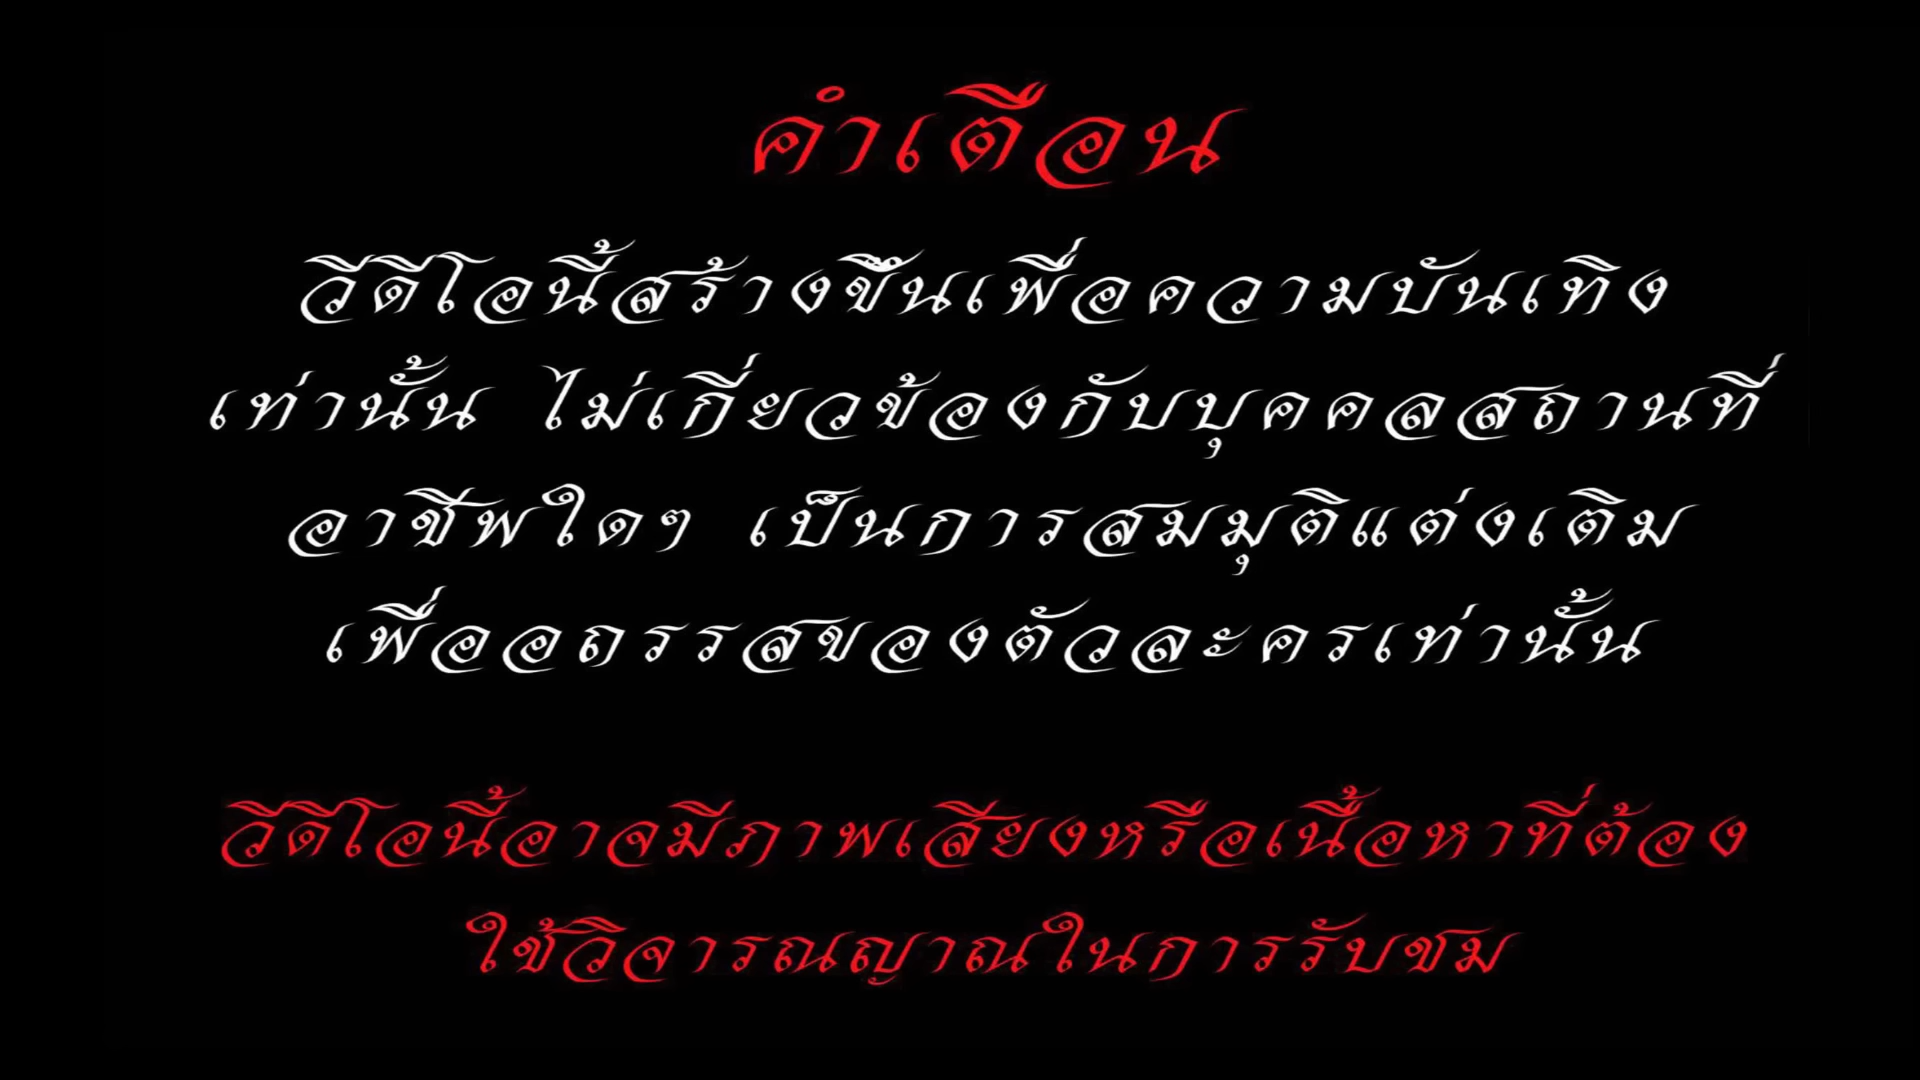 คำเตือน
วีดีโอนี้สร้างขึ้นเพื่อความบันเทิง
เท่านั้น ไม่เกี่ยวข้องกับบุคคลสถานที่
อาชีพใดๆ เป็นการสมมุติแต่งเติม
เพื่ออถรรสของตัวละครเท่านั้น
วีดีโอนี้อาจมีภาพเสียงหรือเนื้อหาที่ต้อง
ใช้วิจารณญาณในการรับชม